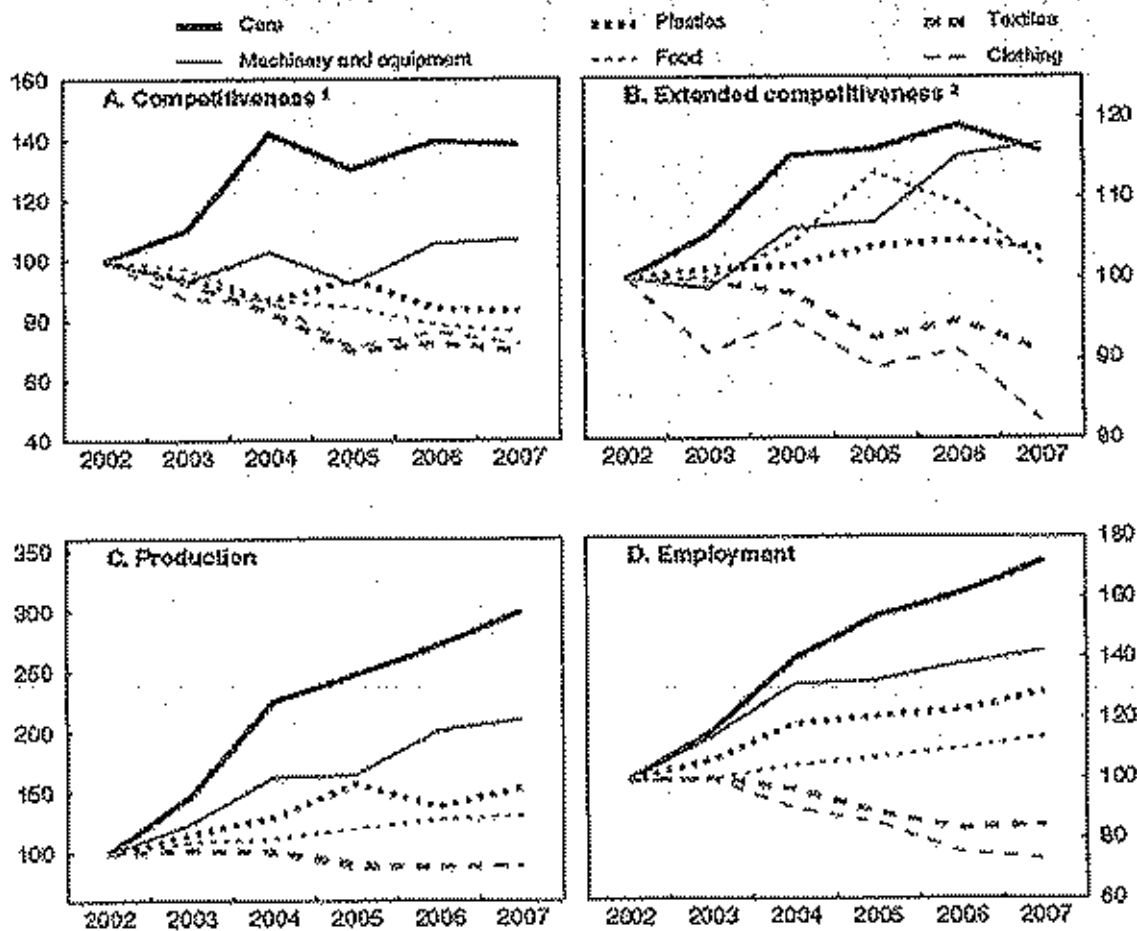 Cars Plastics Textiles
Machinery and equipment Food Clothing
A. Competitiveness 1
B. Extended competitiveness 2
160
140
120
100
80
60
40
120
110
100
90
80
2002 2003 2004 2005 2006 2007
2002 2003 2004 2005 2006 2007
C. Production
D. Employment
350
300
250
200
150
100
180
160
140
120
100
80
60
2002 2003 2004 2005 2006 2007
2002 2003 2004 2005 2006 2007